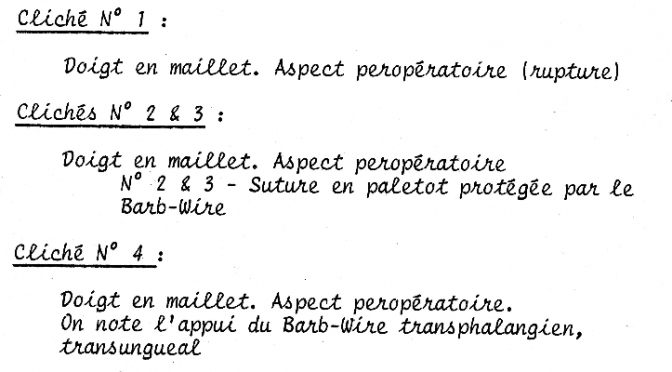 Cliché N° 1 :
Doigt en maillet. Aspect peropératoire (rupture)
Clichés N° 2 & 3 :
Doigt en maillet. Aspect peropératoire
N° 2 & 3 - Suture en paletot protégée par le
Barb-Wire
Cliché N° 4 :
Doigt en maillet. Aspect peropératoire.
On note l'appui du Barb-Wire transphalangien,
transungueal